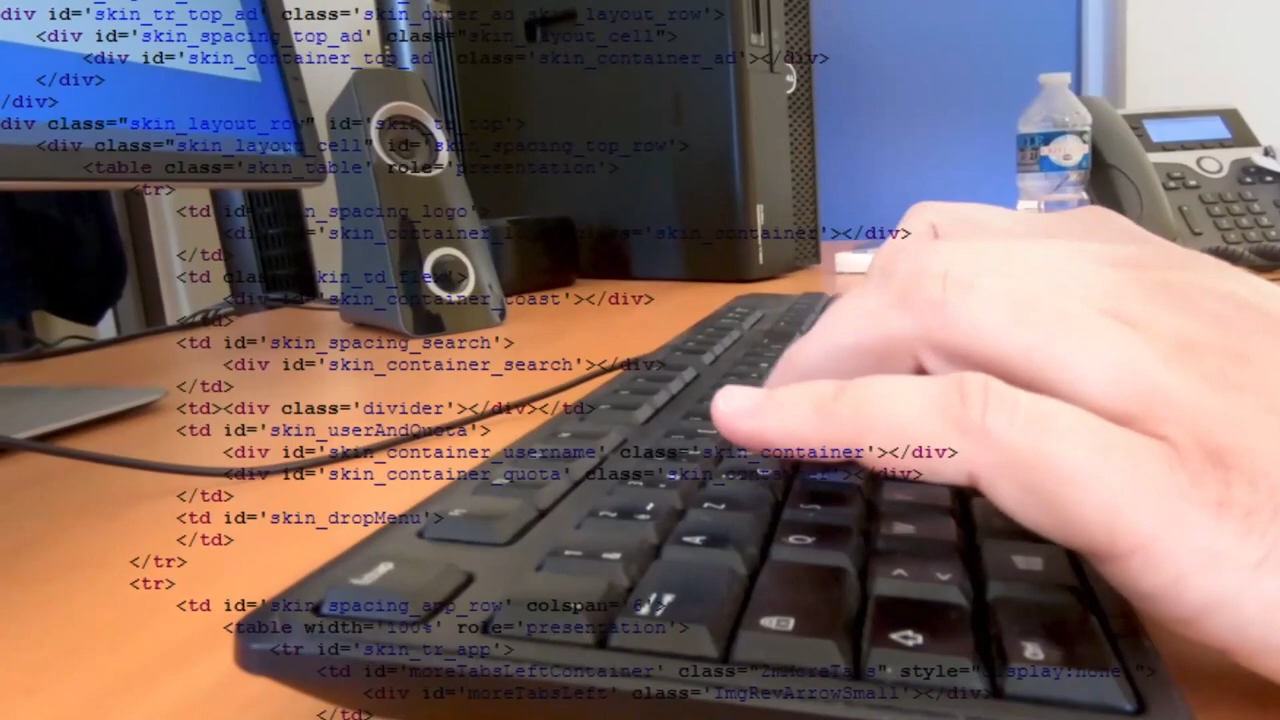 div id='skin_tr_top_ad' class='skin_outer_ad skin_layout_row'>
<div id='skin_spacing_top_ad' class="skin_layout_cell">
<div id='skin_container_top_ad' class='skin_container_ad'></div>
</div>
/div>
div class="skin_layout_row" id='skin_tr_top'>
<div class="skin_layout_cell" id='skin_spacing_top_row'>
<table class='skin_table' role='presentation'>
<tr>
<td id='skin_spacing_logo'>
<div id='skin_container_logo' class='skin_container'></div>
</td>
<td class='skin_td_flex'>
<div id='skin_container_toast'></div>
</td>
<td id='skin_spacing_search'>
<div id='skin_container_search'></div>
</td>
<td><div class='divider'></div></td>
<td id='skin_userAndQuota'>
<div id='skin_container_username' class='skin_container'></div>
<div id='skin_container_quota' class='skin_container'></div>
</td>
<td id='skin_dropMenu'>
</td>
</tr>
<tr>
<td id='skin_spacing_app_row' colspan='6'>
<table width='100%' role='presentation'>
<tr id='skin_tr_app'>
<td id='moreTabsLeftContainer' class="ZmMoreTabs" style="display:none;">
<div id='moreTabsLeft' class='ImgRevArrowSmall'></div>
</td>